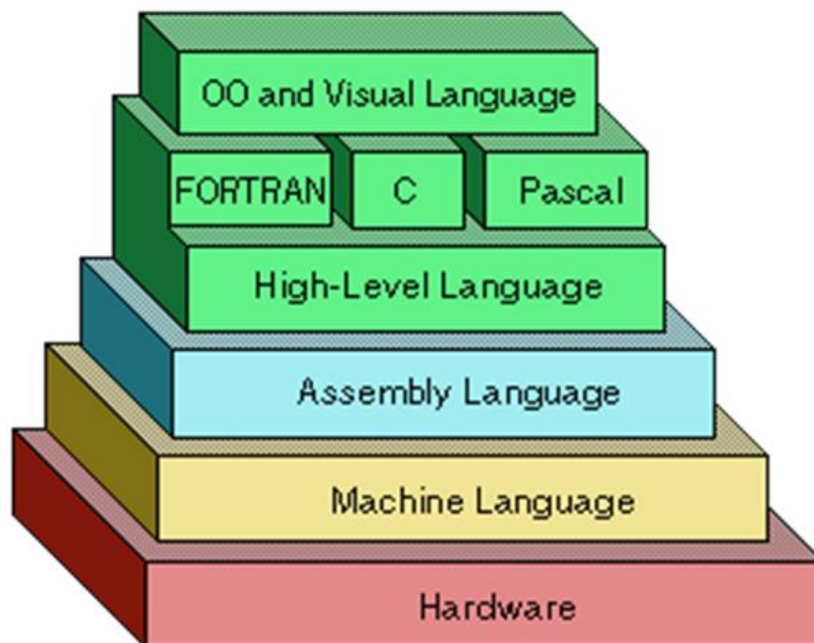 OO and Visual Language
FORTRAN C Pascal
High-Level Language
Assembly Language
Machine Language
Hardware